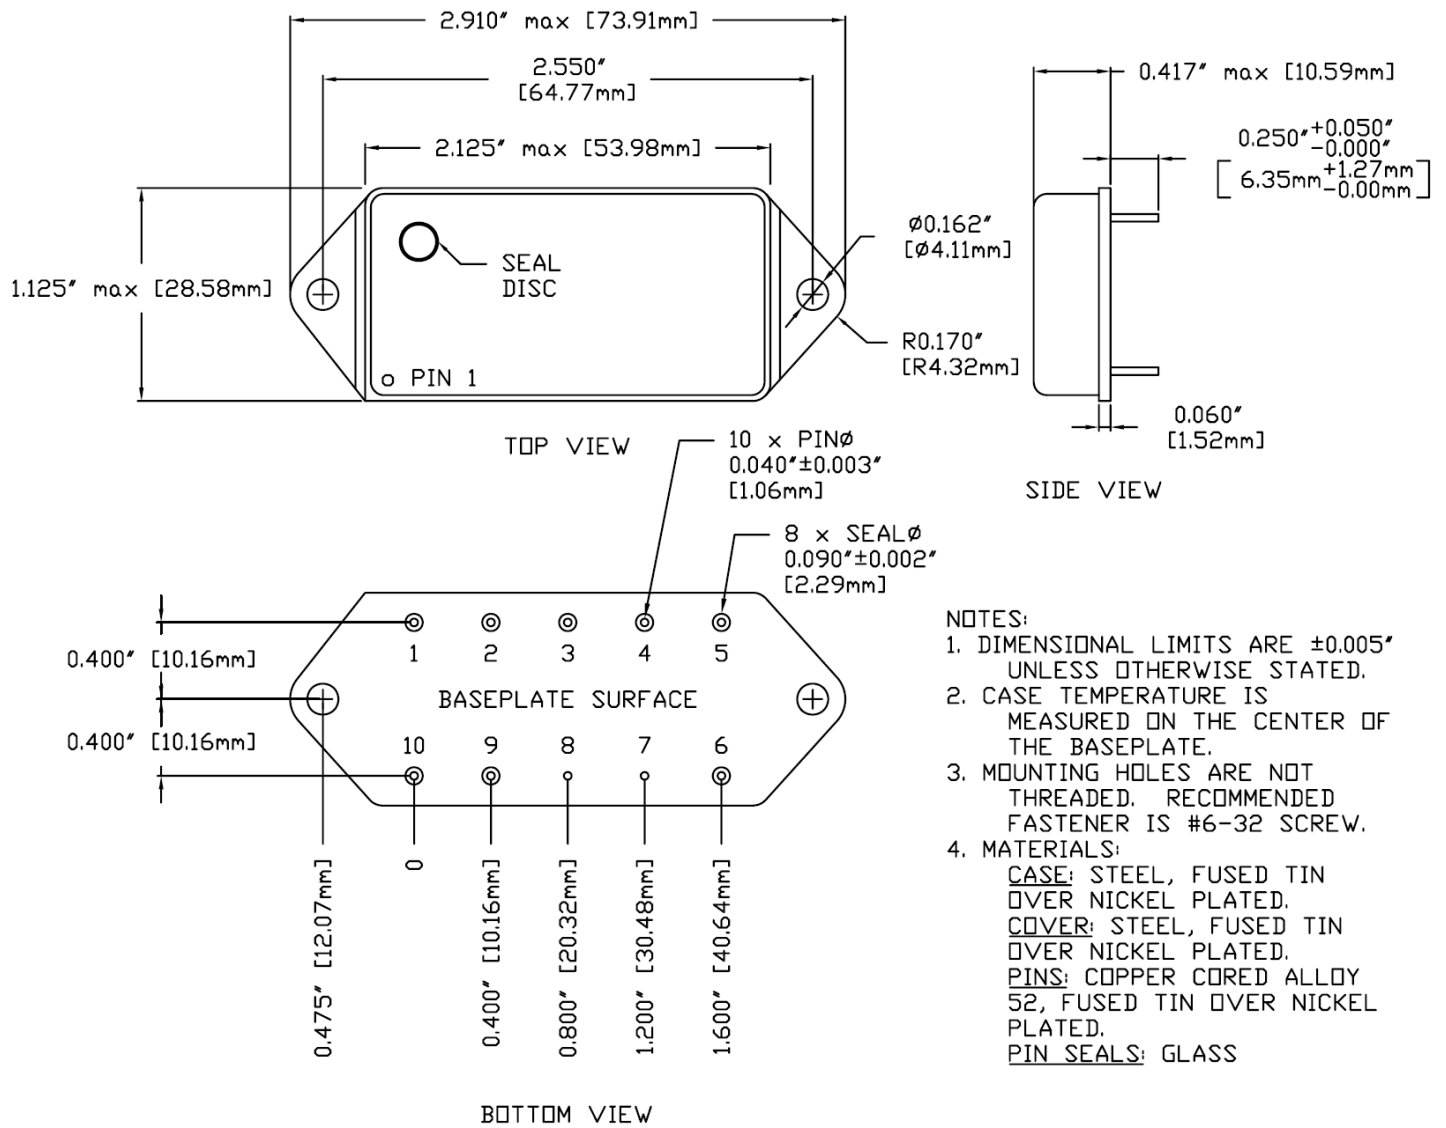 2.910″ max [73.91mm]
2.550″
[64.77mm]
2.125″ max [53.98mm]
1.125″ max [28.58mm]
SEAL
DISC
PIN 1
Ø0.162″
[Ø4.11mm]
R0.170″
[R4.32mm]
TOP VIEW
0.417″ max [10.59mm]
0.250″+0.050″
-0.000″
[6.35mm+1.27mm
-0.00mm]
0.060″
[1.52mm]
SIDE VIEW
10 x PINØ
0.040″±0.003″
[1.06mm]
8 x SEALØ
0.090″±0.002″
[2.29mm]
0.400″ [10.16mm]
0.400″ [10.16mm]
1 2 3 4 5
BASEPLATE SURFACE
10 9 8 7 6
0.475″ [12.07mm]
0
0.400″ [10.16mm]
0.800″ [20.32mm]
1.200″ [30.48mm]
1.600″ [40.64mm]
BOTTOM VIEW
NOTES:
1. DIMENSIONAL LIMITS ARE ±0.005″
UNLESS OTHERWISE STATED.
2. CASE TEMPERATURE IS
MEASURED ON THE CENTER OF
THE BASEPLATE.
3. MOUNTING HOLES ARE NOT
THREADED. RECOMMENDED
FASTENER IS #6-32 SCREW.
4. MATERIALS:
CASE: STEEL, FUSED TIN
OVER NICKEL PLATED.
COVER: STEEL, FUSED TIN
OVER NICKEL PLATED.
PINS: COPPER CORED ALLOY
52, FUSED TIN OVER NICKEL
PLATED.
PIN SEALS: GLASS